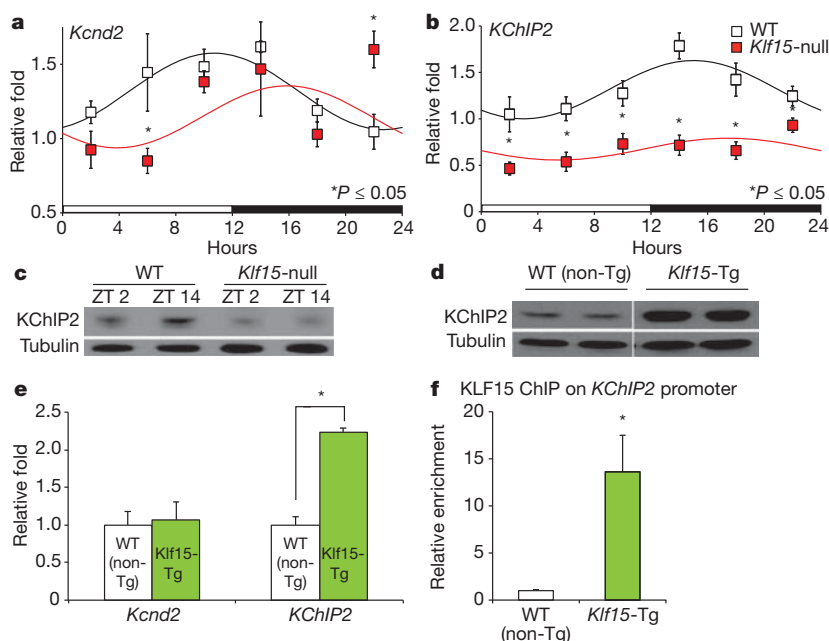 a
Kcnd2
*
1.5
1.0
0.5
Relative fold
*
*P ≤ 0.05
0 4 8 12 16 20 24
Hours
b
KChIP2
WT
Klf15-null
2.0
1.5
1.0
0.5
0
Relative fold
* * * * * *
*P ≤ 0.05
0 4 8 12 16 20 24
Hours
c
WT Klf15-null
ZT 2 ZT 14 ZT 2 ZT 14
KChIP2
Tubulin
d
WT (non-Tg) Klf15-Tg
KChIP2
Tubulin
e
2.5
2.0
1.5
1.0
0.5
0
Relative fold
*
WT (non-Tg)
Klf15-Tg
WT (non-Tg)
Klf15-Tg
Kcnd2 KChIP2
f KLF15 ChIP on KChIP2 promoter
20
15
10
5
0
Relative enrichment
*
WT (non-Tg)
Klf15-Tg